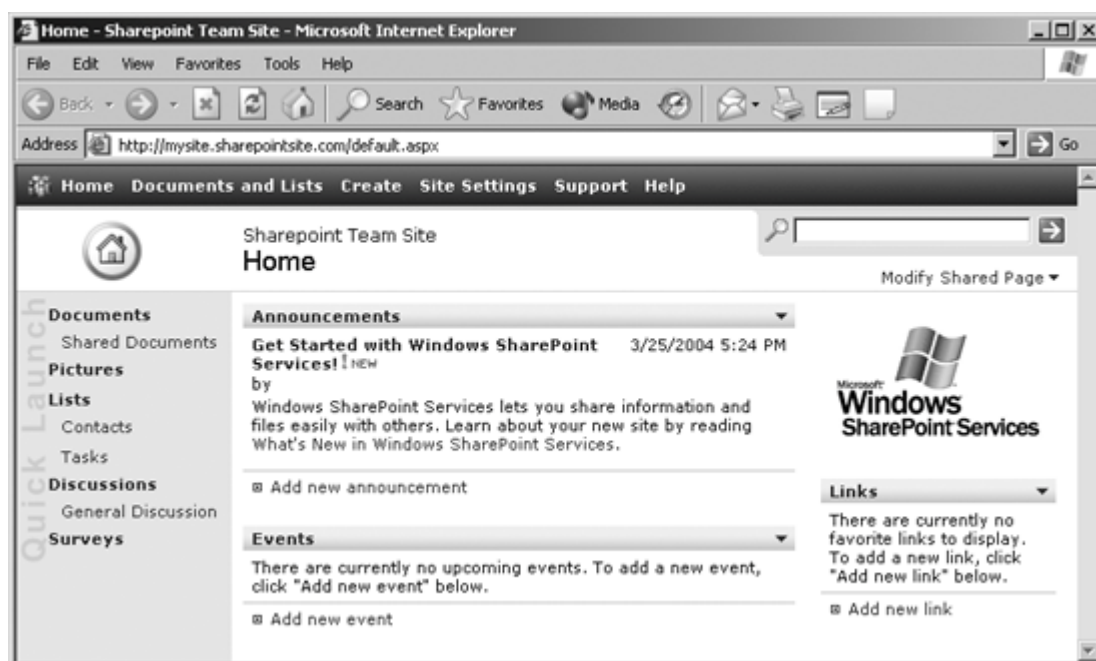 Home - Sharepoint Team Site - Microsoft Internet Explorer
File Edit View Favorites Tools Help
Back Search Favorites Media
Address http://mysite.sharepointsite.com/default.aspx Go
Home Documents and Lists Create Site Settings Support Help
Sharepoint Team Site
Home
Modify Shared Page
Quick Launch
Documents
Shared Documents
Pictures
Lists
Contacts
Tasks
Discussions
General Discussion
Surveys
Announcements
Get Started with Windows SharePoint 3/25/2004 5:24 PM
Services! ! NEW
by
Windows SharePoint Services lets you share information and
files easily with others. Learn about your new site by reading
What's New in Windows SharePoint Services.
Add new announcement
Events
There are currently no upcoming events. To add a new event,
click "Add new event" below.
Add new event
Microsoft
Windows
SharePoint Services
Links
There are currently no
favorite links to display.
To add a new link, click
"Add new link" below.
Add new link